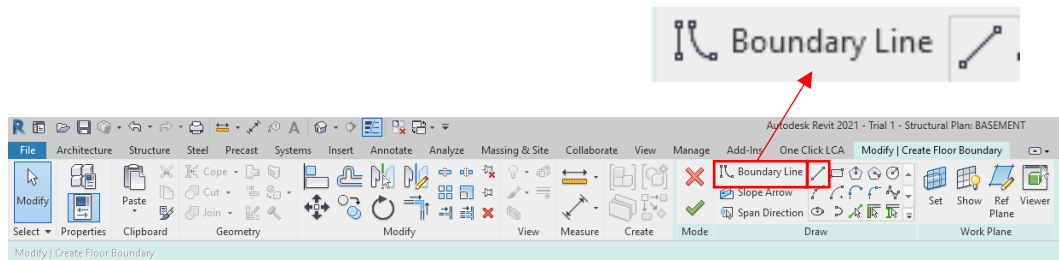 Boundary Line
Autodesk Revit 2021 - Trial 1 - Structural Plan: BASEMENT
File Architecture Structure Steel Precast Systems Insert Annotate Analyze Massing & Site Collaborate View Manage Add-Ins One Click LCA Modify | Create Floor Boundary
Cope Boundary Line
Modify Paste Cut Slope Arrow Set Show Ref Plane Viewer
Join Span Direction
Select Properties Clipboard Geometry Modify View Measure Create Mode Draw Work Plane
Modify | Create Floor Boundary